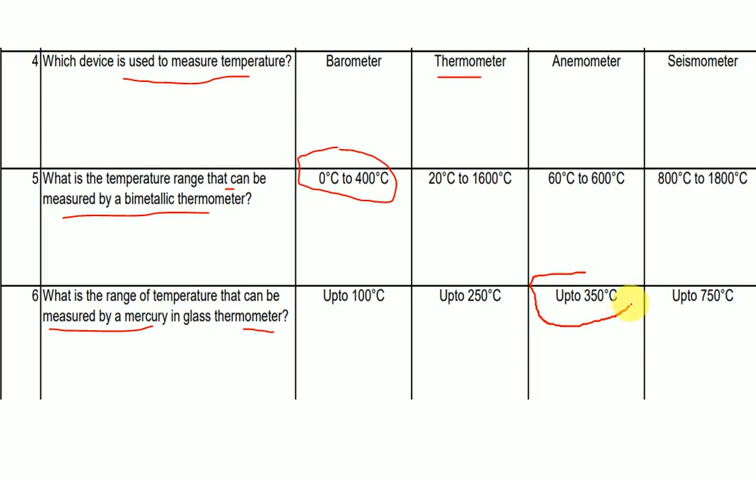 4 Which device is used to measure temperature? Barometer Thermometer Anemometer Seismometer
5 What is the temperature range that can be 0°C to 400°C 20°C to 1600°C 60°C to 600°C 800°C to 1800°C
measured by a bimetallic thermometer?
6 What is the range of temperature that can be Upto 100°C Upto 250°C Upto 350°C Upto 750°C
measured by a mercury in glass thermometer?